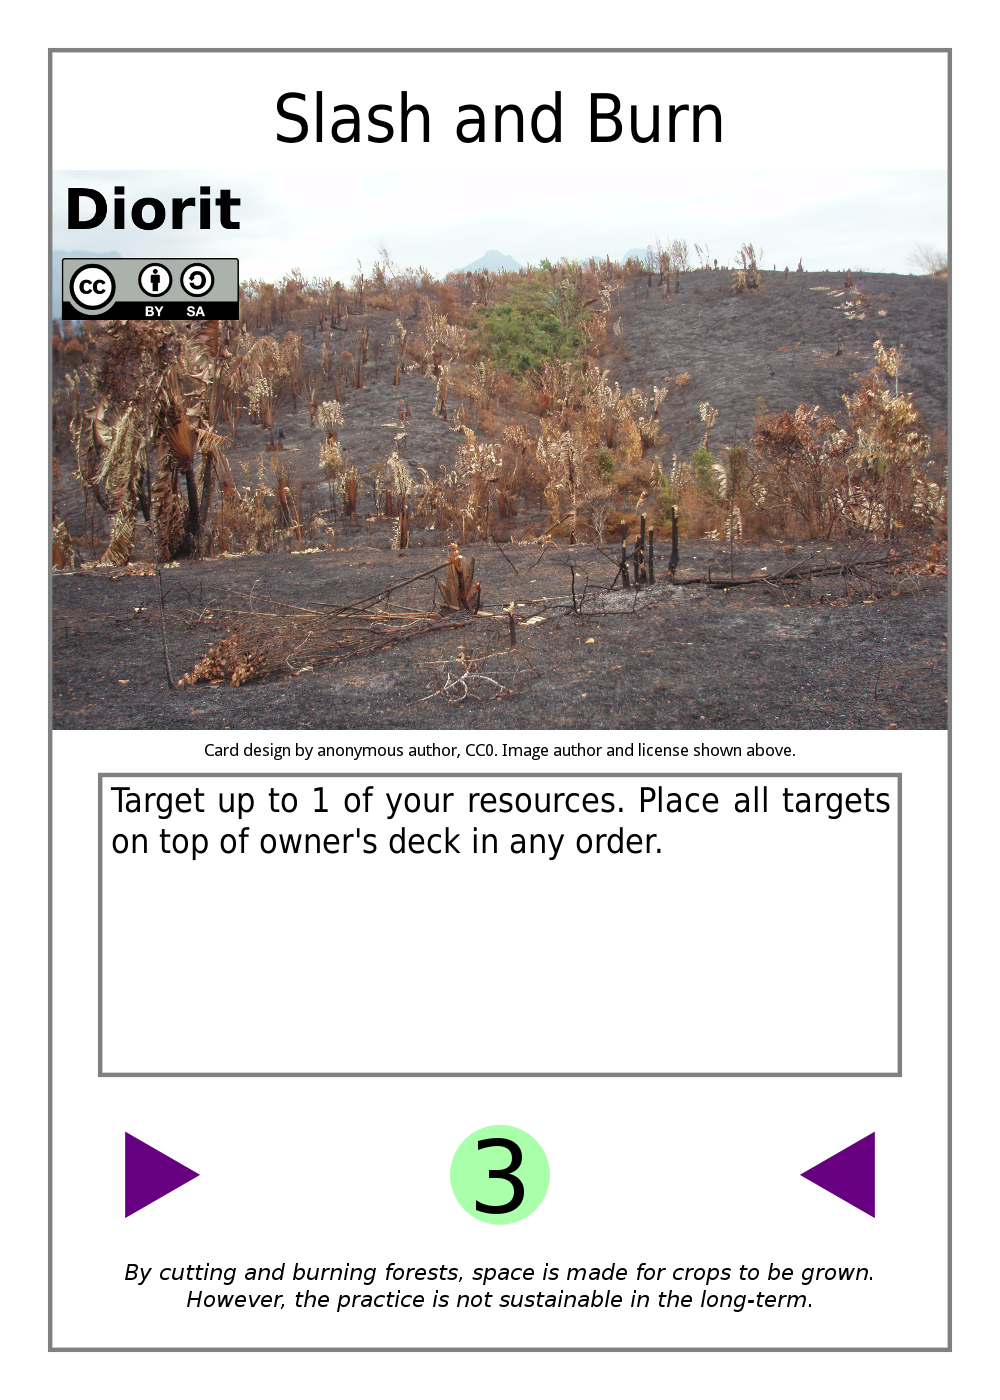 Slash and Burn
Diorit
cc
BY SA
Card design by anonymous author, CC0. Image author and license shown above.
Target up to 1 of your resources. Place all targets
on top of owner's deck in any order.
3
By cutting and burning forests, space is made for crops to be grown.
However, the practice is not sustainable in the long-term.